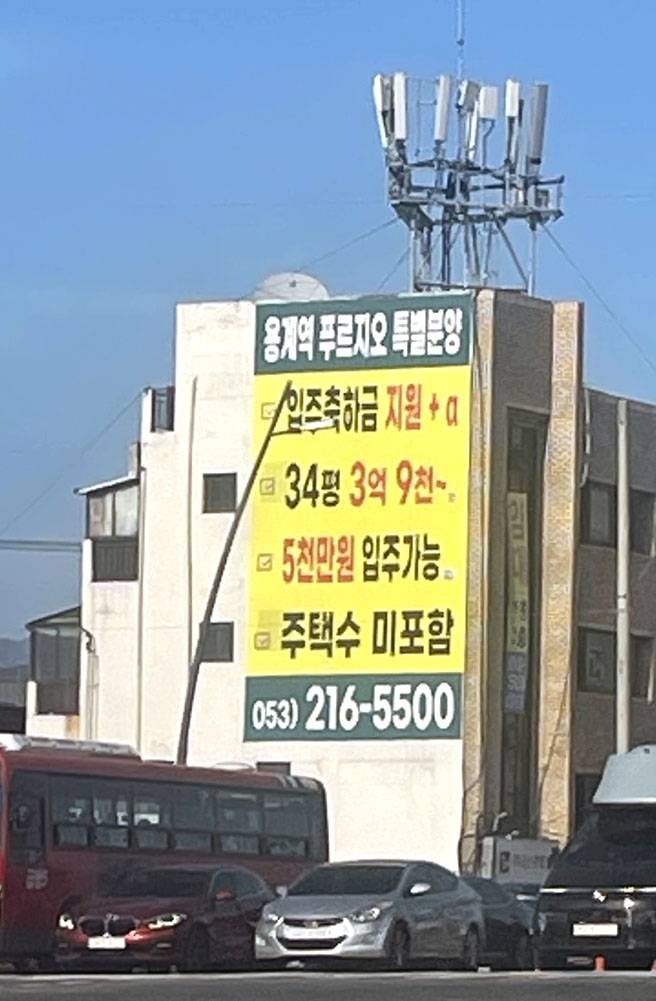 용계역 푸르지오 특별분양
입주축하금 지원 + α
34평 3억 9천~
5천만원 입주가능
주택수 미포함
053) 216-5500